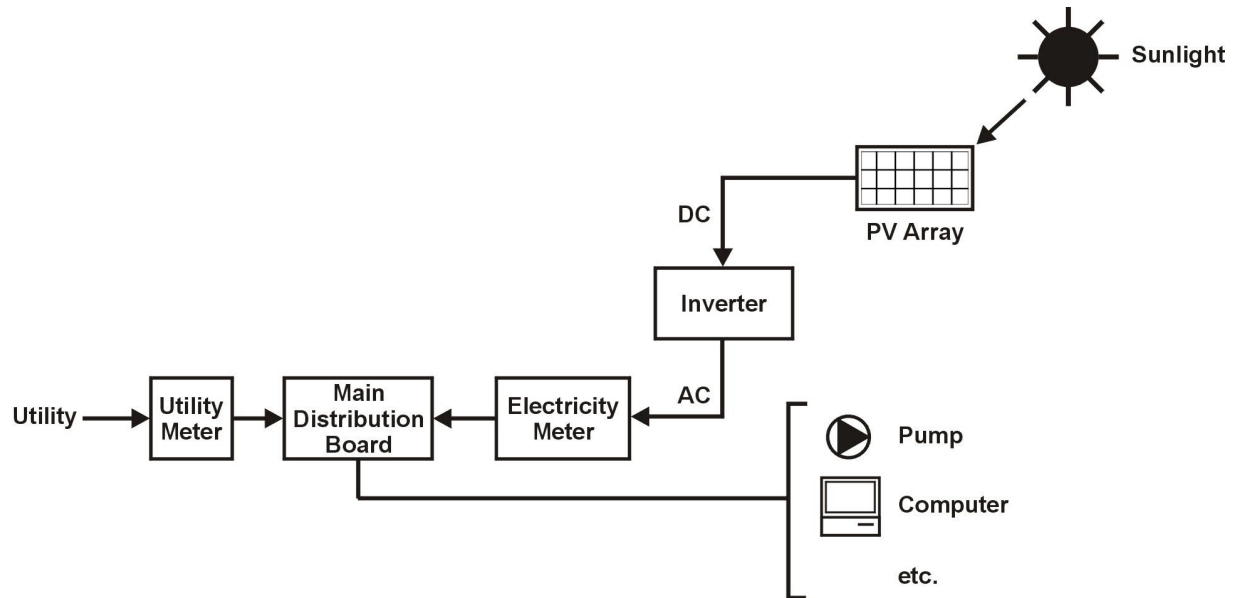 Sunlight
PV Array
DC
Inverter
AC
Utility
Utility
Meter
Main
Distribution
Board
Electricity
Meter
Pump
Computer
etc.